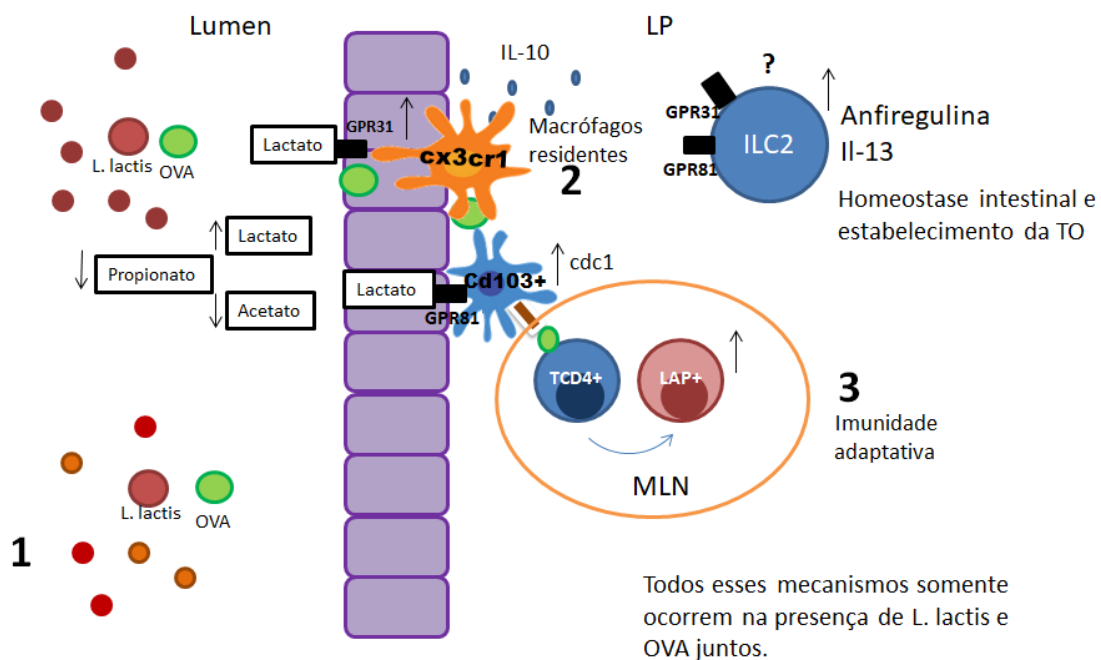 Lumen
LP
IL-10
?
GPR31
GPR31
Lactato
cx3cr1
Macrófagos
residentes
2
GPR81
ILC2
Anfiregulina
Il-13
L. lactis
OVA
Homeostase intestinal e
estabelecimento da TO
Lactato
Propionato
Acetato
Lactato
Cd103+
cdc1
GPR81
TCD4+
LAP+
3
Imunidade
adaptativa
MLN
L. lactis
OVA
1
Todos esses mecanismos somente
ocorrem na presença de L. lactis e
OVA juntos.